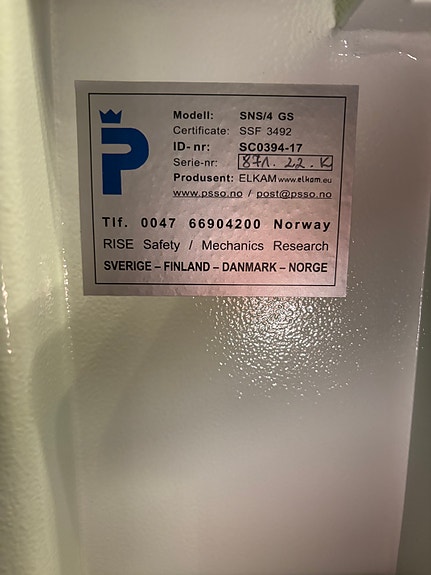 P
Modell: SNS/4 GS
Certificate: SSF 3492
ID- nr: SC0394-17
Serie-nr: 871.22.K
Produsent: ELKAM www.elkam.eu
www.psso.no / post@psso.no
Tlf. 0047 66904200 Norway
RISE Safety / Mechanics Research
SVERIGE – FINLAND – DANMARK – NORGE